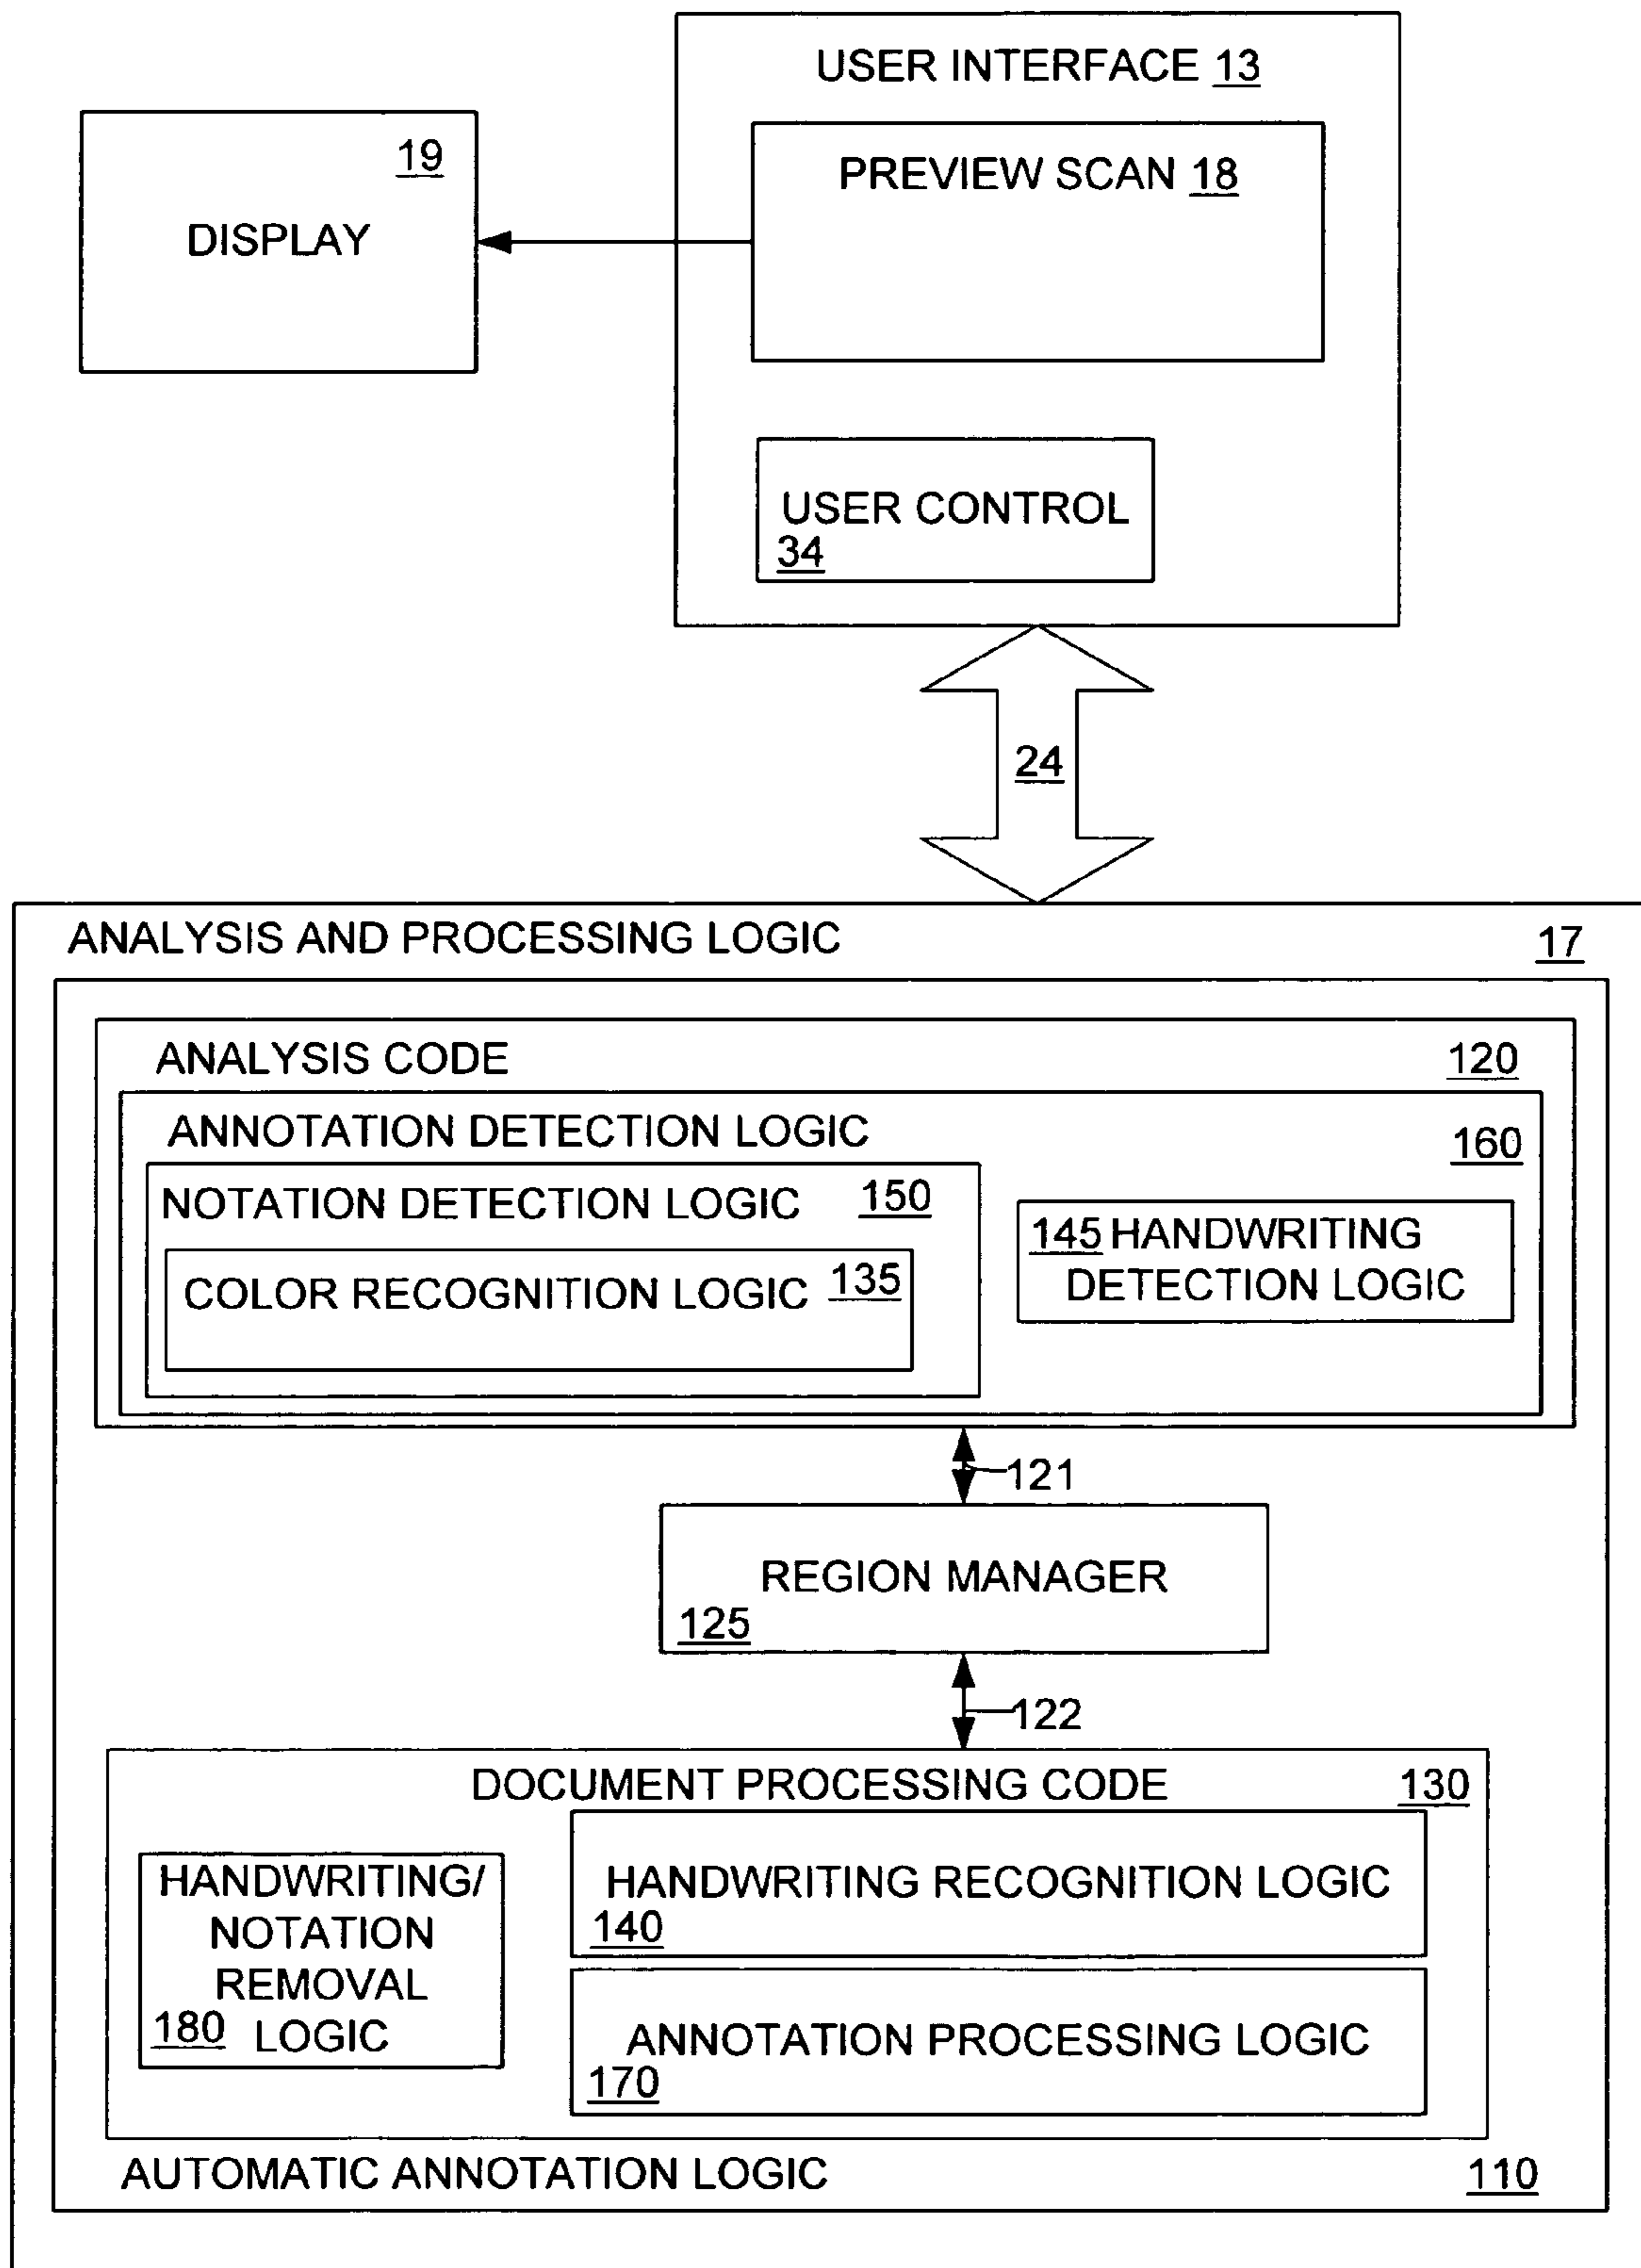 USER INTERFACE 13
19
DISPLAY
PREVIEW SCAN 18
USER CONTROL
34
24
ANALYSIS AND PROCESSING LOGIC 17
ANALYSIS CODE 120
ANNOTATION DETECTION LOGIC 160
NOTATION DETECTION LOGIC 150
COLOR RECOGNITION LOGIC 135
145 HANDWRITING
DETECTION LOGIC
121
REGION MANAGER
125
122
DOCUMENT PROCESSING CODE 130
HANDWRITING/
NOTATION
REMOVAL
180 LOGIC
HANDWRITING RECOGNITION LOGIC
140
ANNOTATION PROCESSING LOGIC
170
AUTOMATIC ANNOTATION LOGIC 110